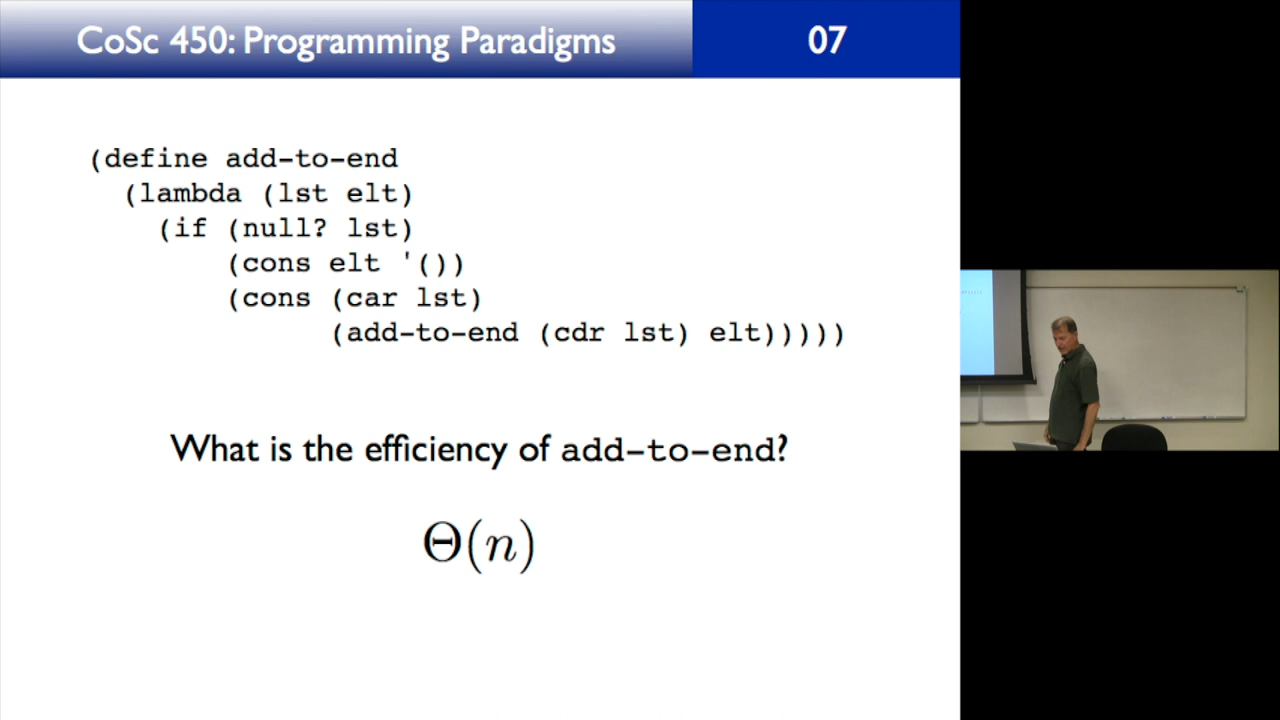 CoSc 450: Programming Paradigms
07
(define add-to-end
(lambda (lst elt)
(if (null? lst)
(cons elt '())
(cons (car lst)
(add-to-end (cdr lst) elt)))))
What is the efficiency of add-to-end?
Θ(n)